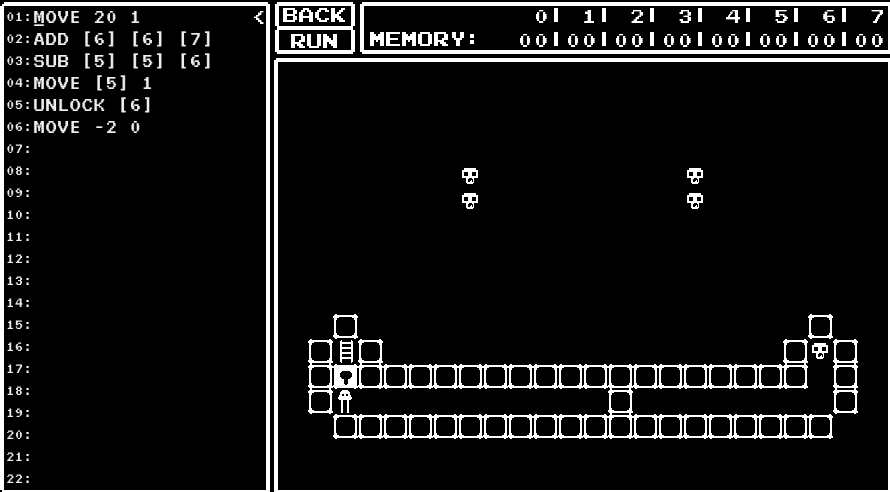 01:MOVE 20 1 <
02:ADD [6] [6] [7]
03:SUB [5] [5] [6]
04:MOVE [5] 1
05:UNLOCK [6]
06:MOVE -2 0
07:
08:
09:
10:
11:
12:
13:
14:
15:
16:
17:
18:
19:
20:
21:
22:
BACK
RUN
0| 1| 2| 3| 4| 5| 6| 7
MEMORY: 00|00|00|00|00|00|00|00